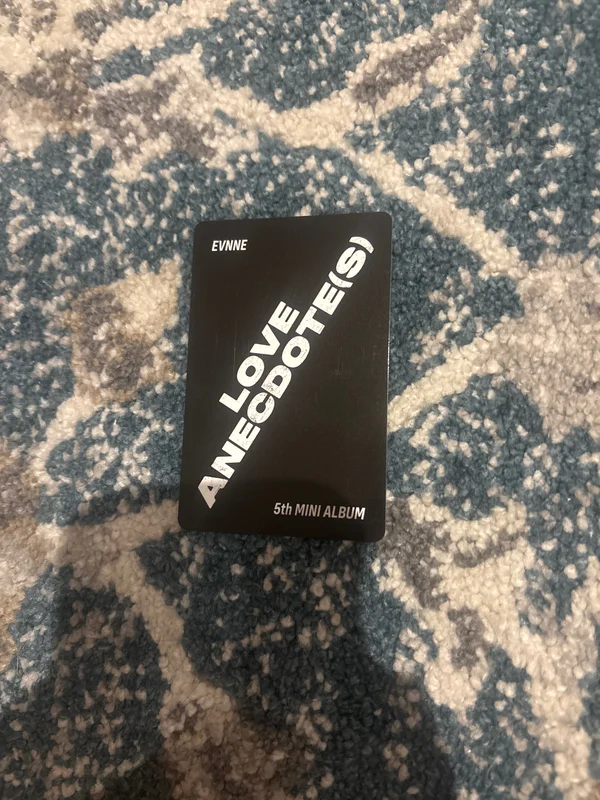 EVNNE
LOVE
ANECDOTE(S)
5th MINI ALBUM